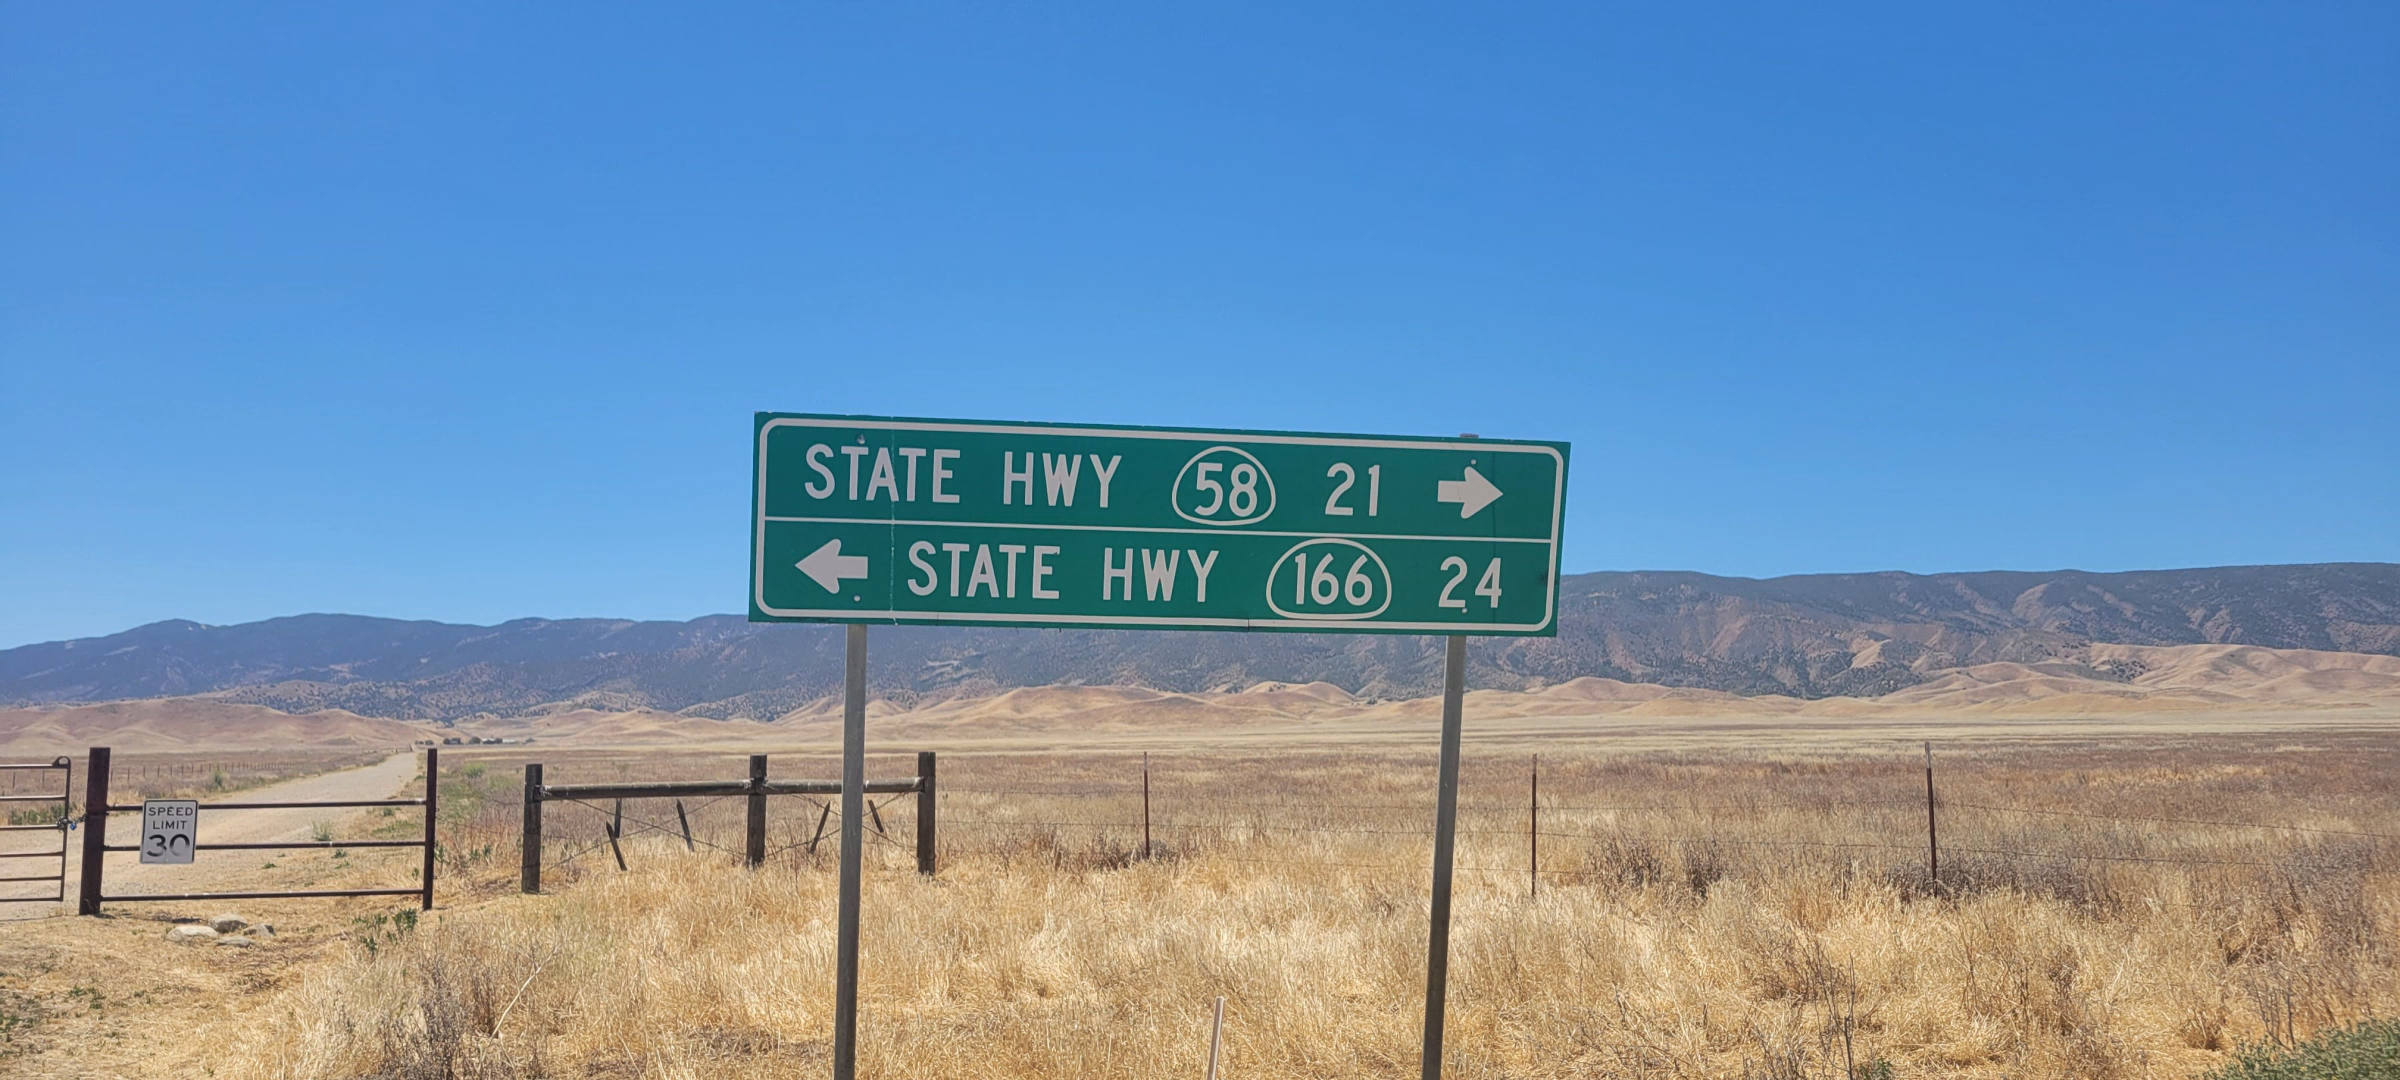 STATE HWY 58 21 →
← STATE HWY 166 24
SPEED
LIMIT
30